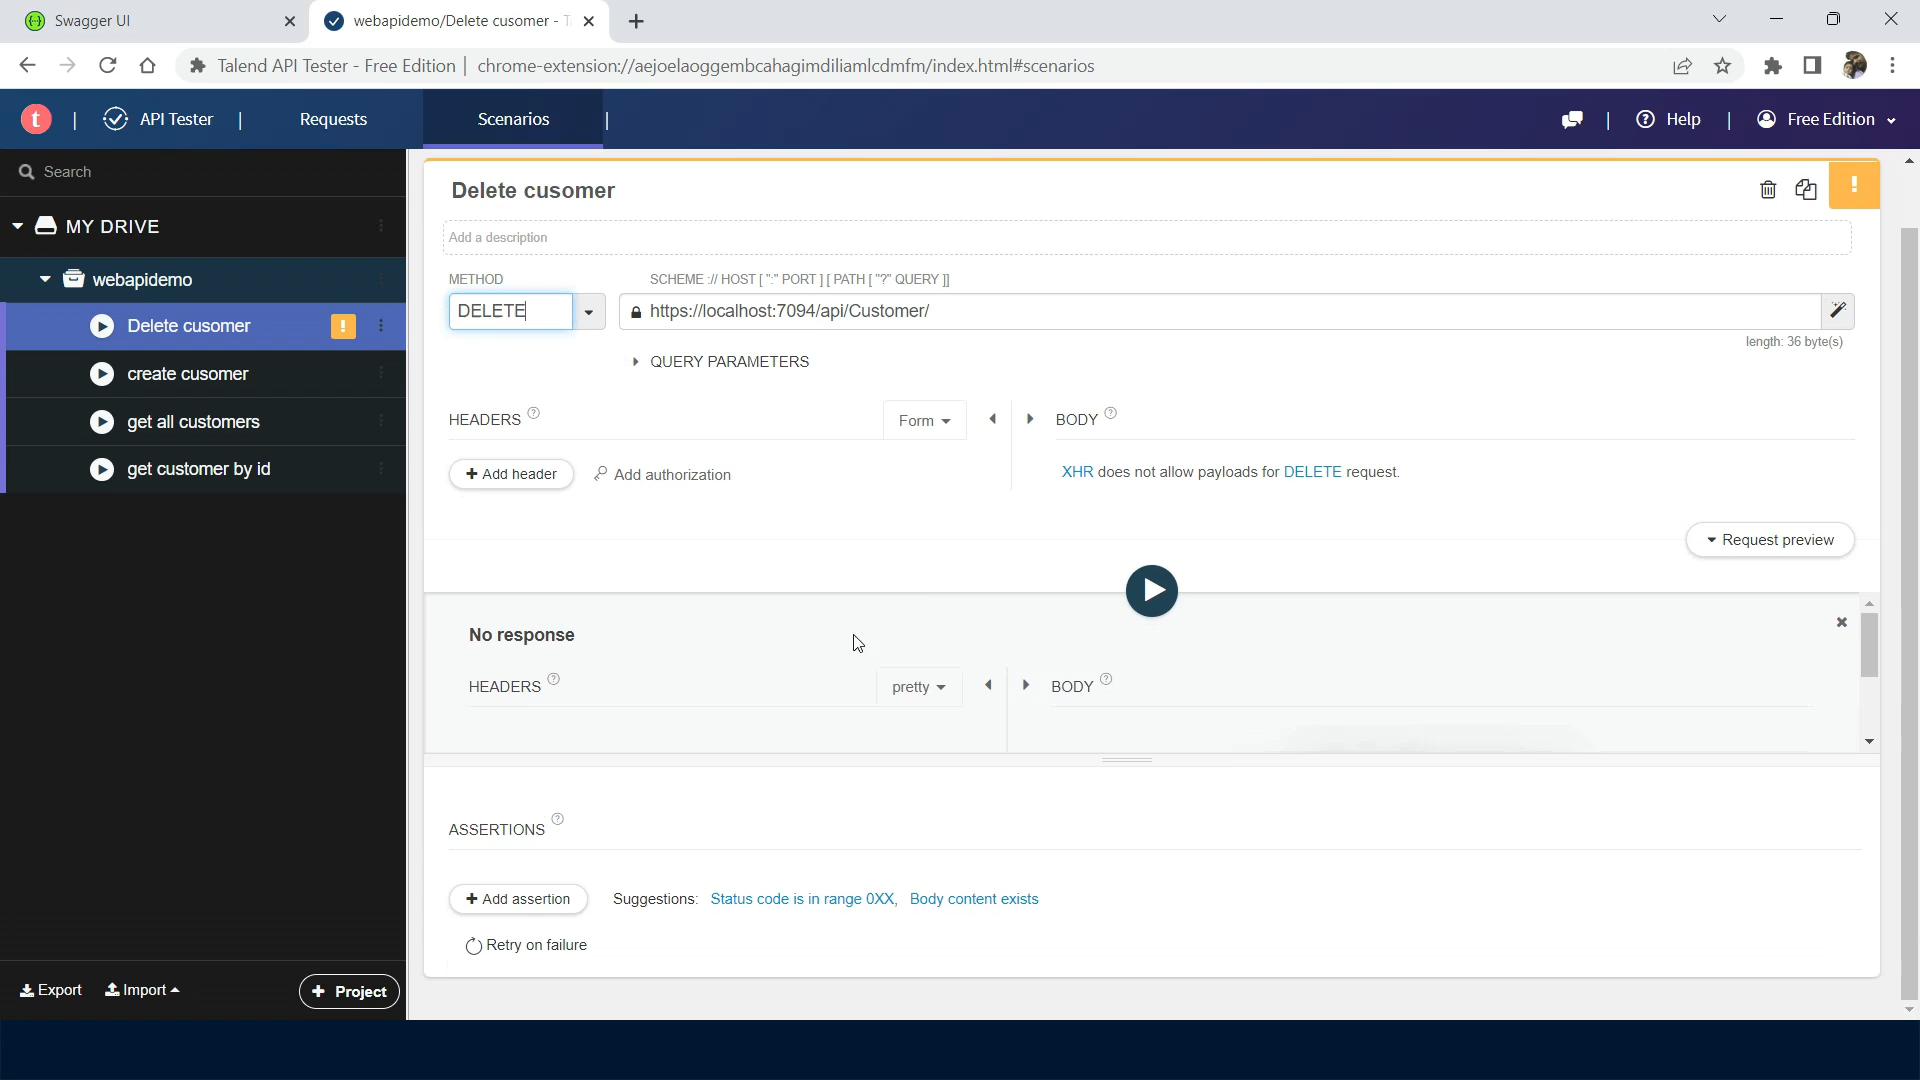 Swagger UI
webapidemo/Delete cusomer - T
Talend API Tester - Free Edition | chrome-extension://aejoelaoggembcahagimdiliamlcdmfm/index.html#scenarios
t | API Tester | Requests Scenarios | | Help | Free Edition
Search
MY DRIVE
webapidemo
Delete cusomer !
create cusomer
get all customers
get customer by id
Export Import + Project
Delete cusomer !
Add a description
METHOD SCHEME :// HOST [ ":" PORT ] [ PATH [ "?" QUERY ]]
DELETE https://localhost:7094/api/Customer/
length: 36 byte(s)
QUERY PARAMETERS
HEADERS ? Form BODY ?
+ Add header Add authorization XHR does not allow payloads for DELETE request.
Request preview
No response
HEADERS ? pretty BODY ?
ASSERTIONS ?
+ Add assertion Suggestions: Status code is in range 0XX, Body content exists
Retry on failure